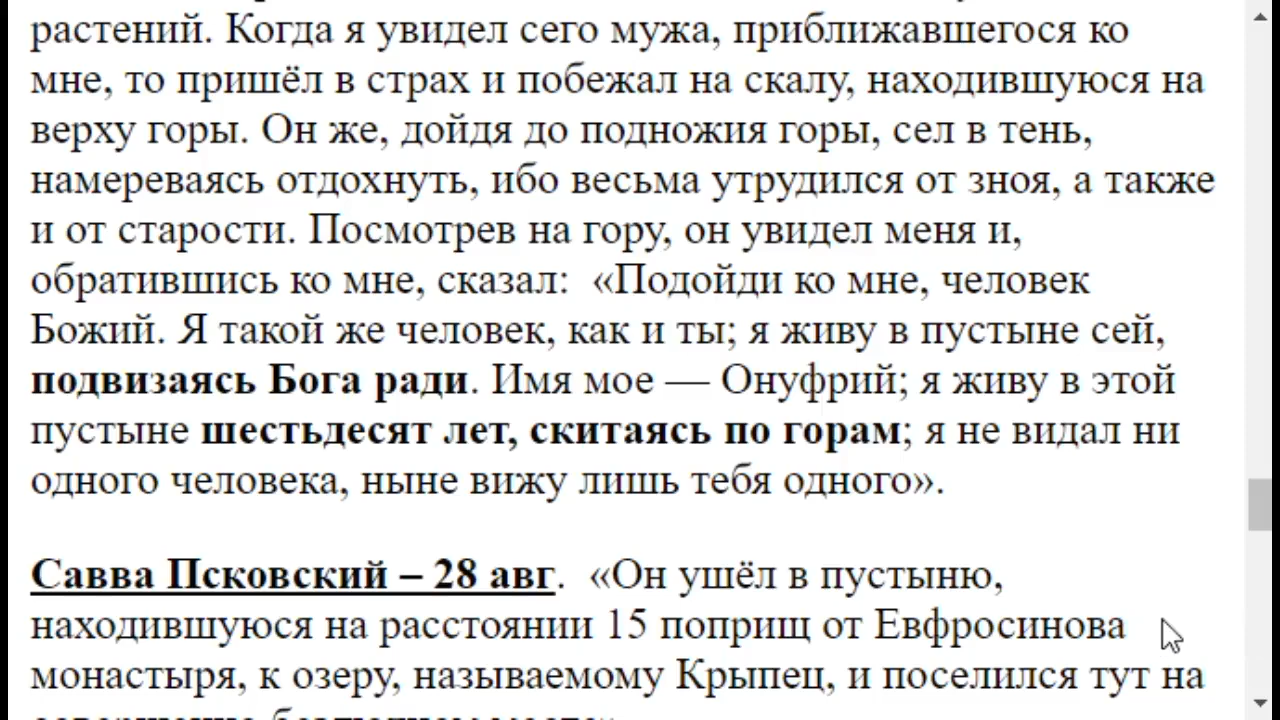 растений. Когда я увидел сего мужа, приближавшегося ко
мне, то пришёл в страх и побежал на скалу, находившуюся на
верху горы. Он же, дойдя до подножия горы, сел в тень,
намереваясь отдохнуть, ибо весьма утрудился от зноя, а также
и от старости. Посмотрев на гору, он увидел меня и,
обратившись ко мне, сказал:  «Подойди ко мне, человек
Божий. Я такой же человек, как и ты; я живу в пустыне сей,
подвизаясь Бога ради. Имя мое — Онуфрий; я живу в этой
пустыне шестьдесят лет, скитаясь по горам; я не видал ни
одного человека, ныне вижу лишь тебя одного».
Савва Псковский – 28 авг.  «Он ушёл в пустыню,
находившуюся на расстоянии 15 поприщ от Евфросинова
монастыря, к озеру, называемому Крыпец, и поселился тут на